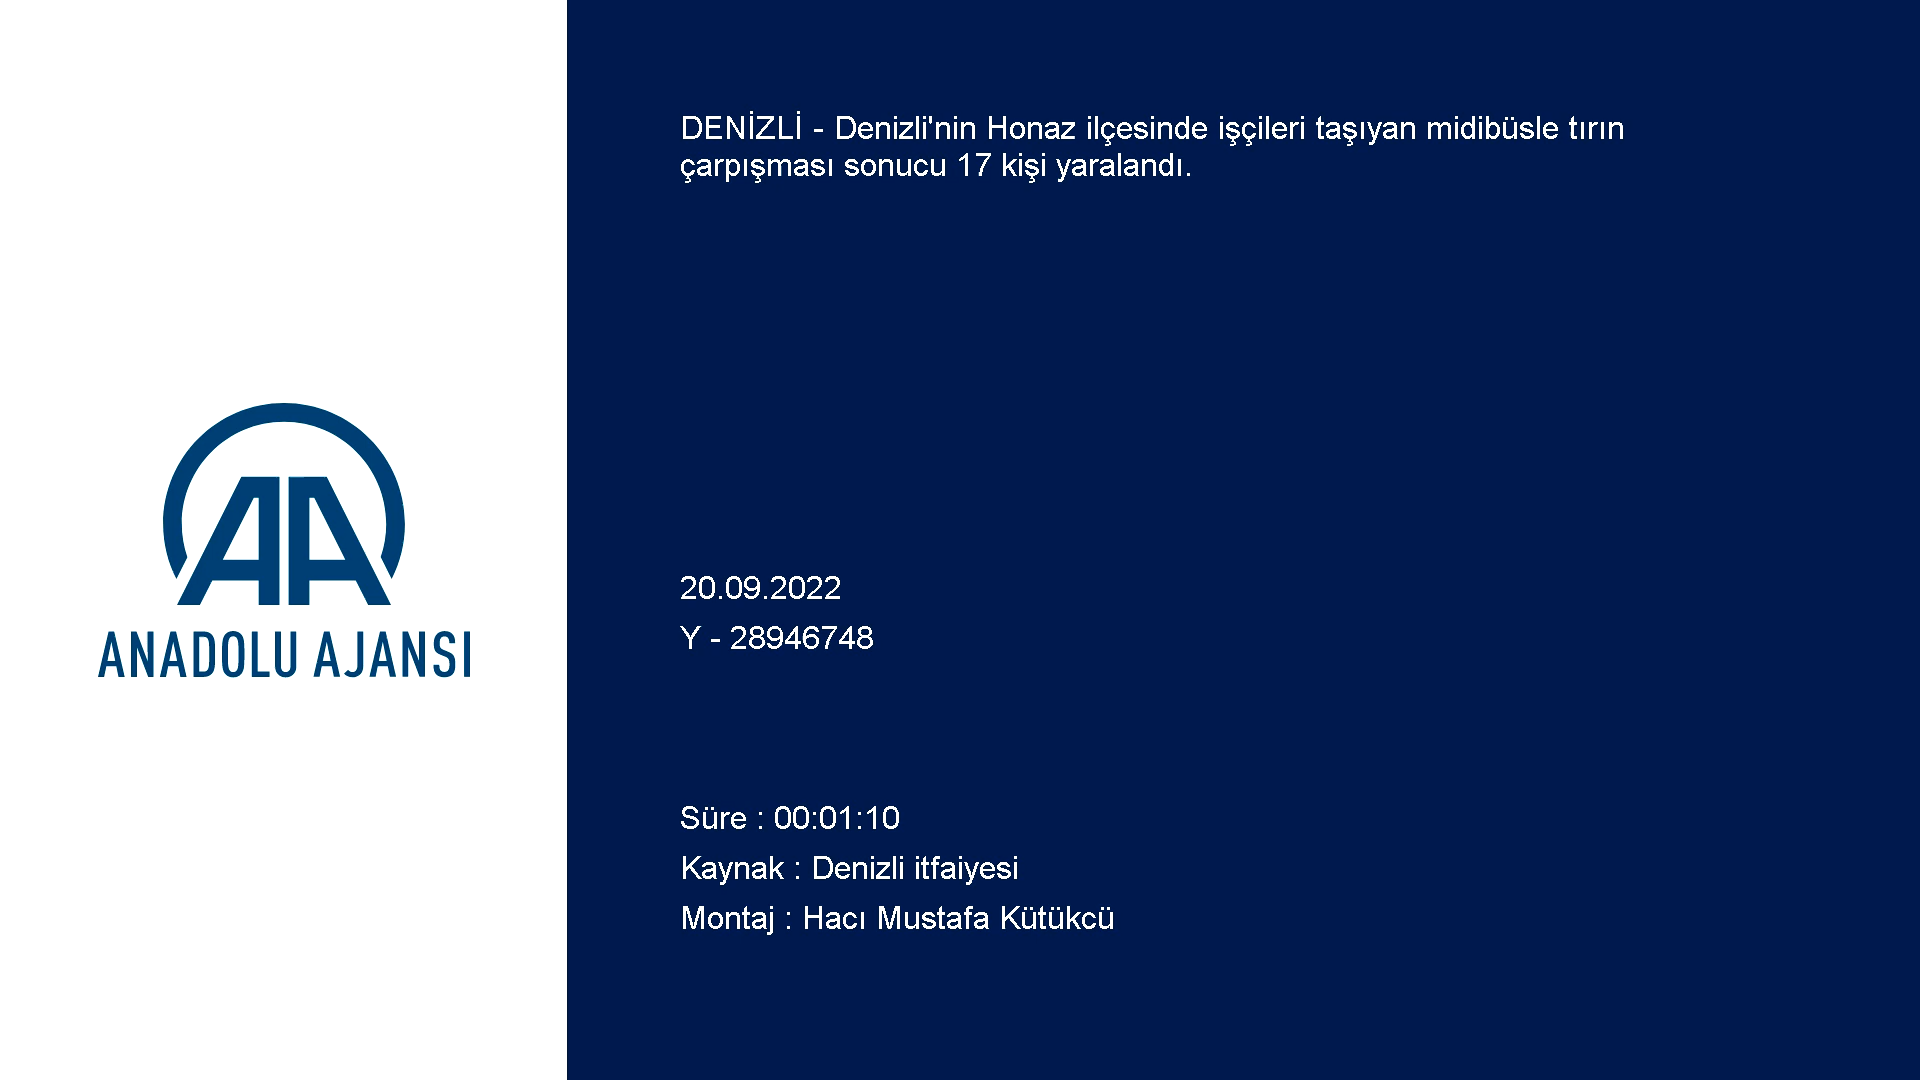 DENİZLİ - Denizli'nin Honaz ilçesinde işçileri taşıyan midibüsle tırın
çarpışması sonucu 17 kişi yaralandı.
AA
ANADOLU AJANSI
20.09.2022
Y - 28946748
Süre : 00:01:10
Kaynak : Denizli itfaiyesi
Montaj : Hacı Mustafa Kütükcü